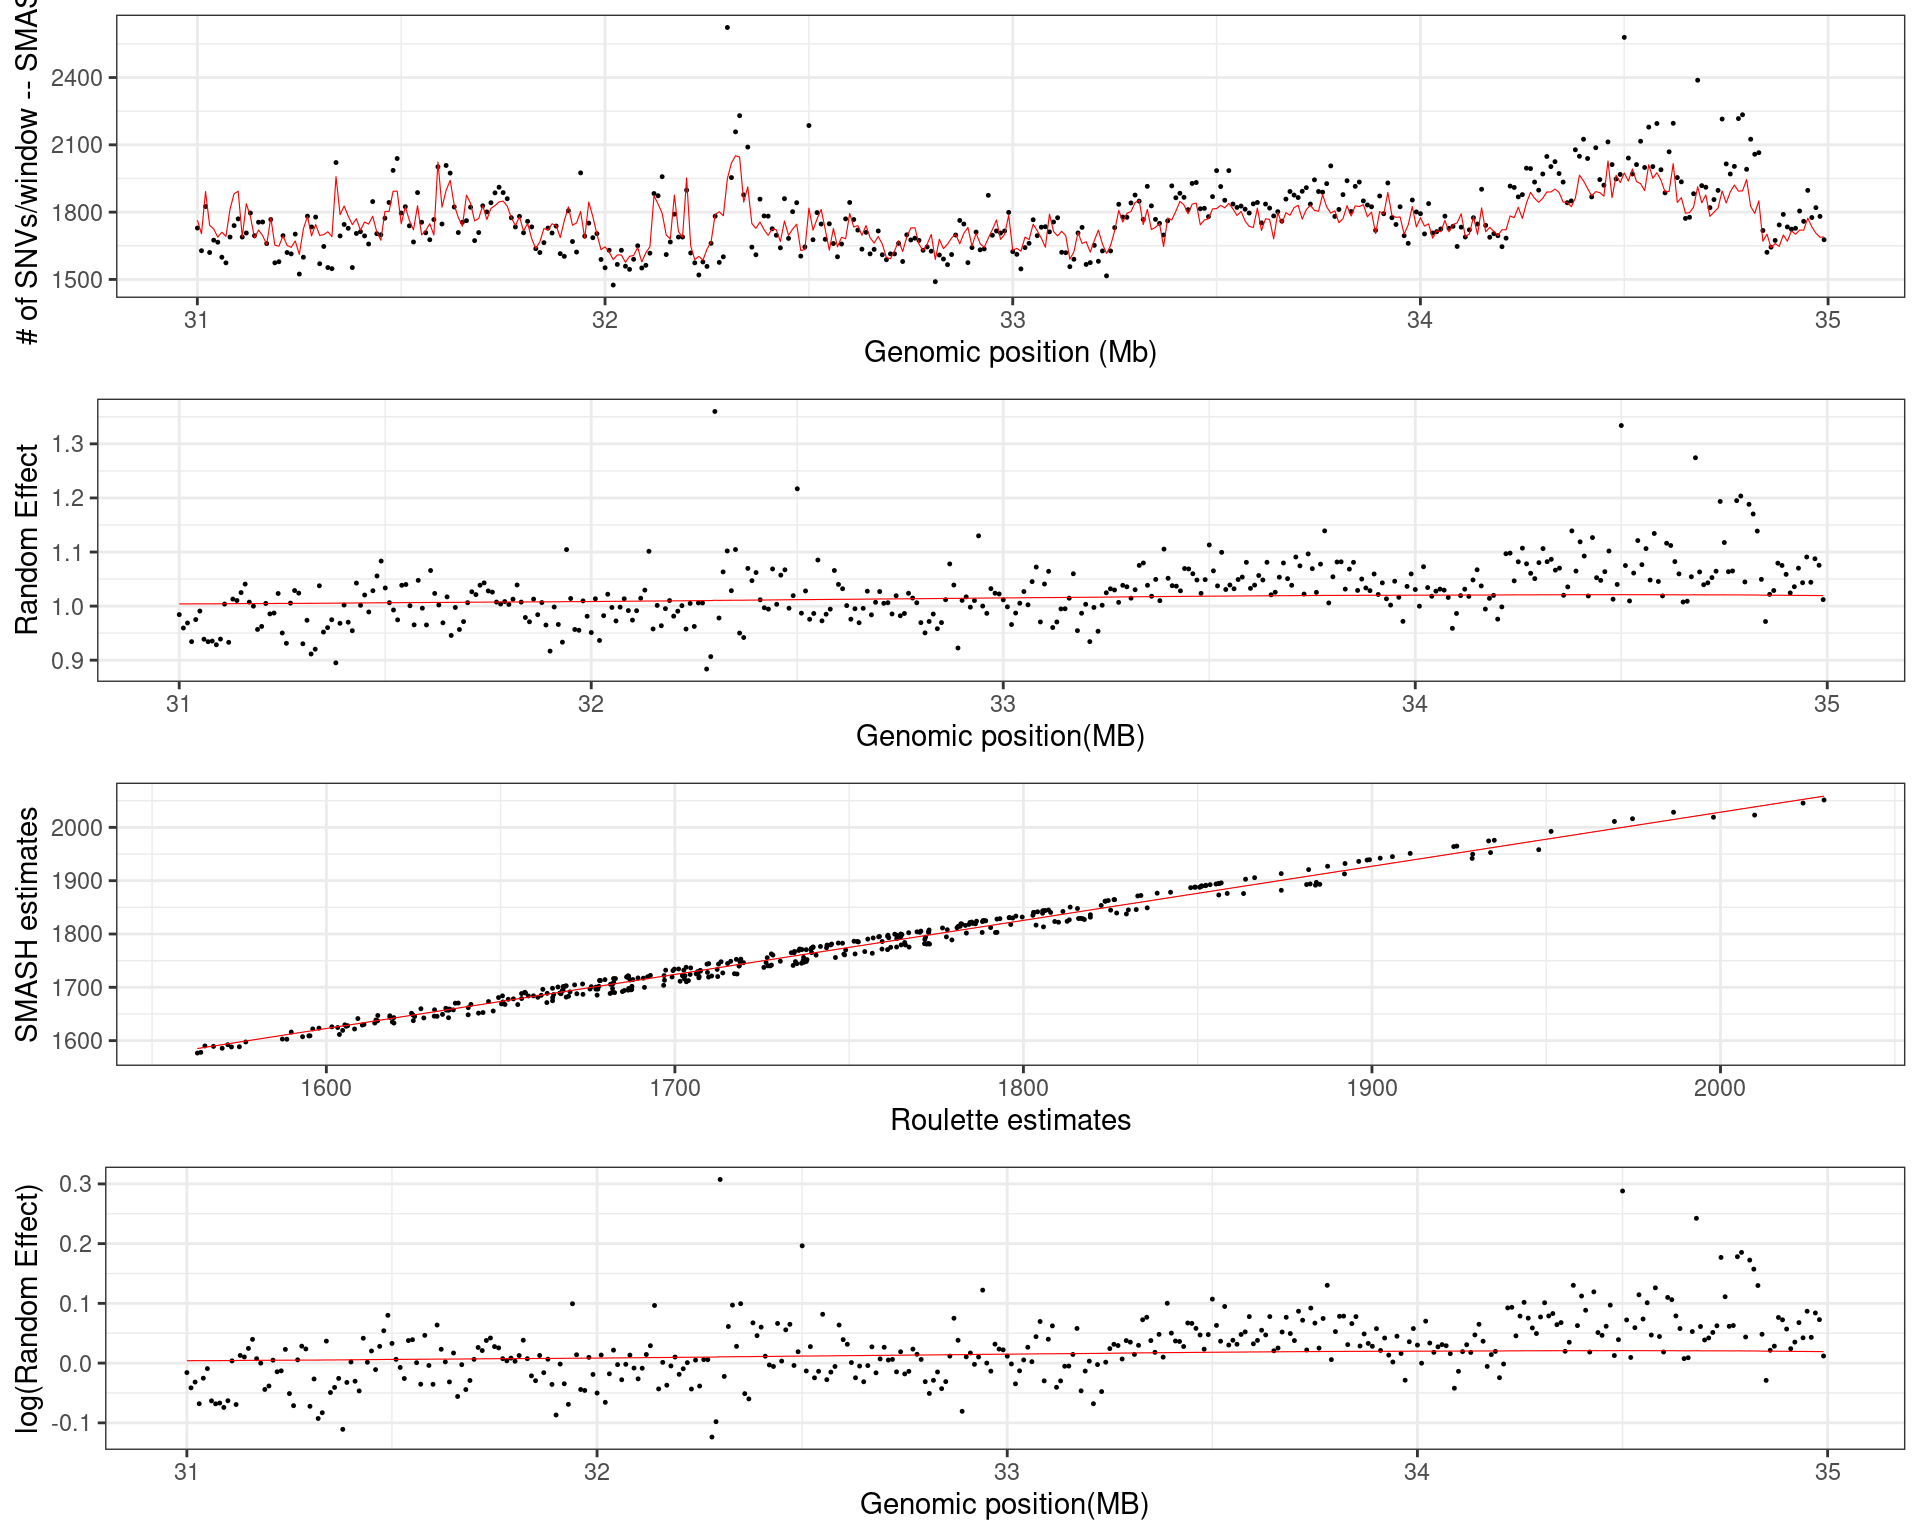 # of SNVs/window -- SMAS
2400
2100
1800
1500
31 32 33 34 35
Genomic position (Mb)
Random Effect
1.3
1.2
1.1
1.0
0.9
31 32 33 34 35
Genomic position(MB)
SMASH estimates
2000
1900
1800
1700
1600
1600 1700 1800 1900 2000
Roulette estimates
log(Random Effect)
0.3
0.2
0.1
0.0
-0.1
31 32 33 34 35
Genomic position(MB)